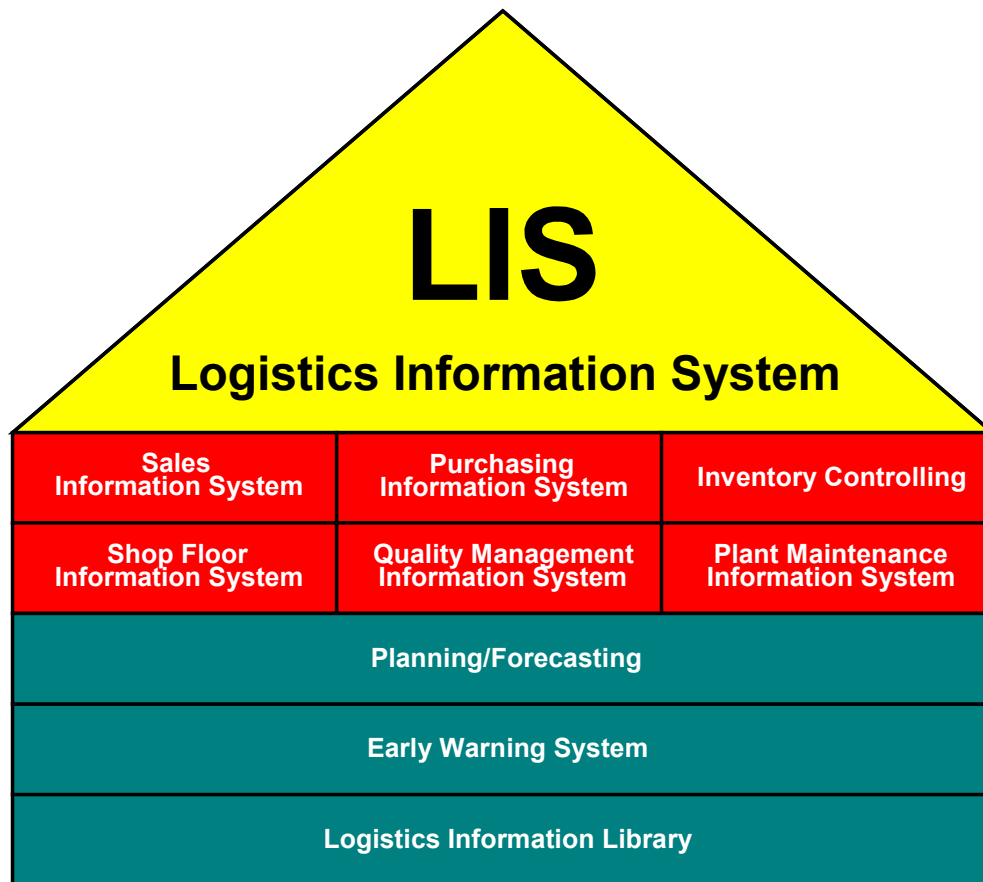 LIS
Logistics Information System
Sales
Information System
Purchasing
Information System
Inventory Controlling
Shop Floor
Information System
Quality Management
Information System
Plant Maintenance
Information System
Planning/Forecasting
Early Warning System
Logistics Information Library